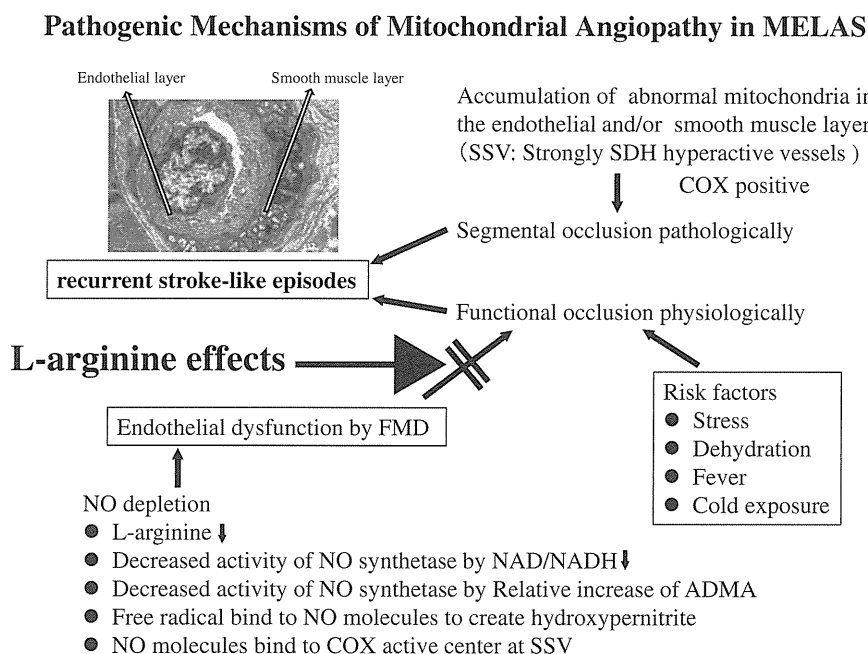 Pathogenic Mechanisms of Mitochondrial Angiopathy in MELAS
Endothelial layer
Smooth muscle layer
Accumulation of abnormal mitochondria in
the endothelial and/or smooth muscle layer
(SSV: Strongly SDH hyperactive vessels )
COX positive
Segmental occlusion pathologically
recurrent stroke-like episodes
Functional occlusion physiologically
L-arginine effects
Risk factors
● Stress
● Dehydration
● Fever
● Cold exposure
Endothelial dysfunction by FMD
NO depletion
● L-arginine ↓
● Decreased activity of NO synthetase by NAD/NADH ↓
● Decreased activity of NO synthetase by Relative increase of ADMA
● Free radical bind to NO molecules to create hydroxypernitrite
● NO molecules bind to COX active center at SSV